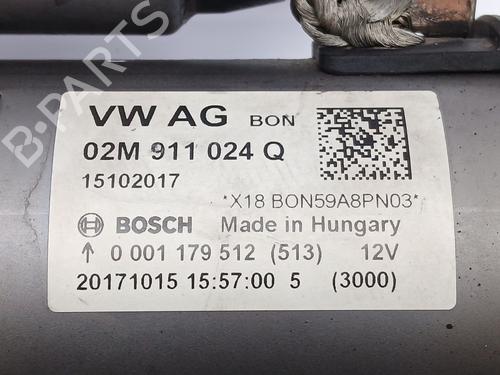 VW AG BON
02M 911 024 Q
15102017
*X18 BON59A8PN03*
BOSCH Made in Hungary
↑ 0 001 179 512 (513) 12V
20171015 15:57:00 5 (3000)
B-PARTS